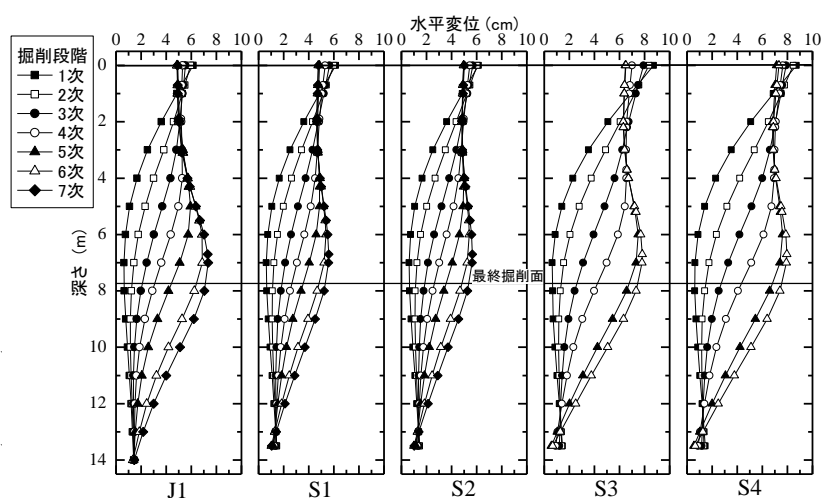 水平変位 (cm)
0 2 4 6 8 10 0 2 4 6 8 10 0 2 4 6 8 10 0 2 4 6 8 10 0 2 4 6 8 10
掘削段階
1次
2次
3次
4次
5次
6次
7次
深さ (m)
0
2
4
6
8
10
12
14
最終掘削面
J1 S1 S2 S3 S4